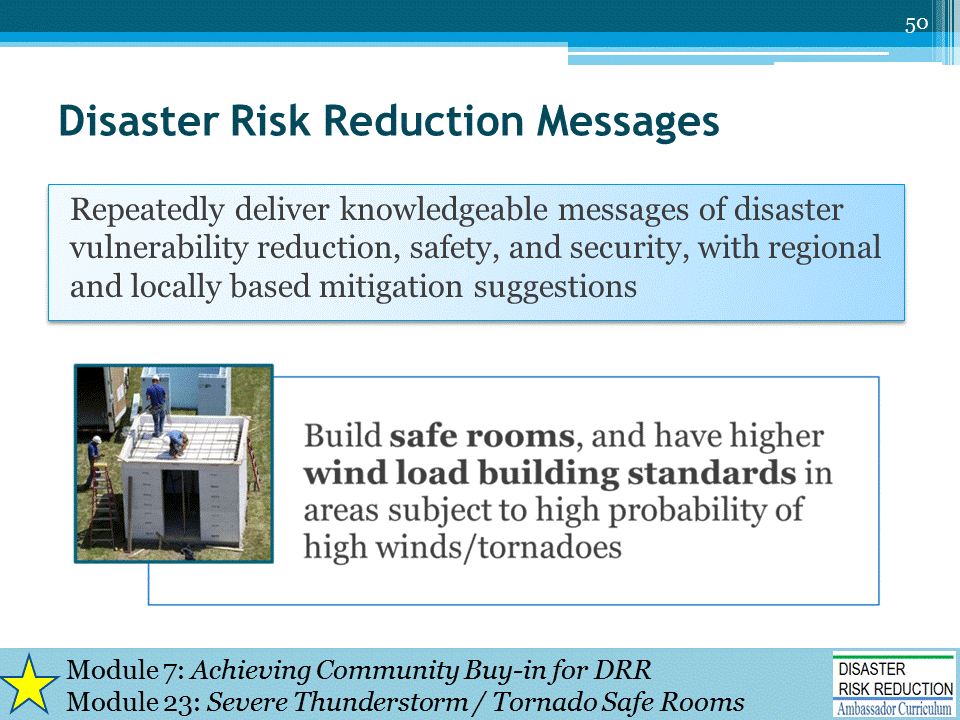 50
Disaster Risk Reduction Messages
Repeatedly deliver knowledgeable messages of disaster
vulnerability reduction, safety, and security, with regional
and locally based mitigation suggestions
Build safe rooms, and have higher
wind load building standards in
areas subject to high probability of
high winds/tornadoes
Module 7: Achieving Community Buy-in for DRR
Module 23: Severe Thunderstorm / Tornado Safe Rooms
DISASTER
RISK REDUCTION
Ambassador Curriculum